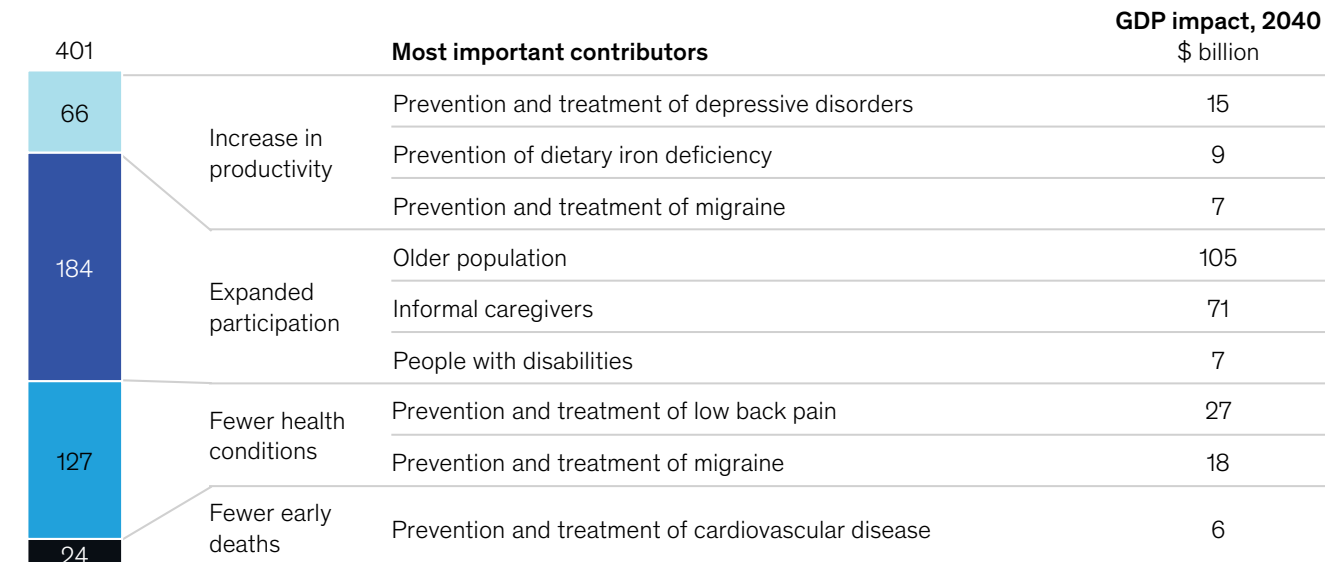 GDP impact, 2040
401 Most important contributors $ billion
66
Increase in
productivity
Prevention and treatment of depressive disorders 15
Prevention of dietary iron deficiency 9
Prevention and treatment of migraine 7
184
Expanded
participation
Older population 105
Informal caregivers 71
People with disabilities 7
127
Fewer health
conditions
Prevention and treatment of low back pain 27
Prevention and treatment of migraine 18
24
Fewer early
deaths
Prevention and treatment of cardiovascular disease 6